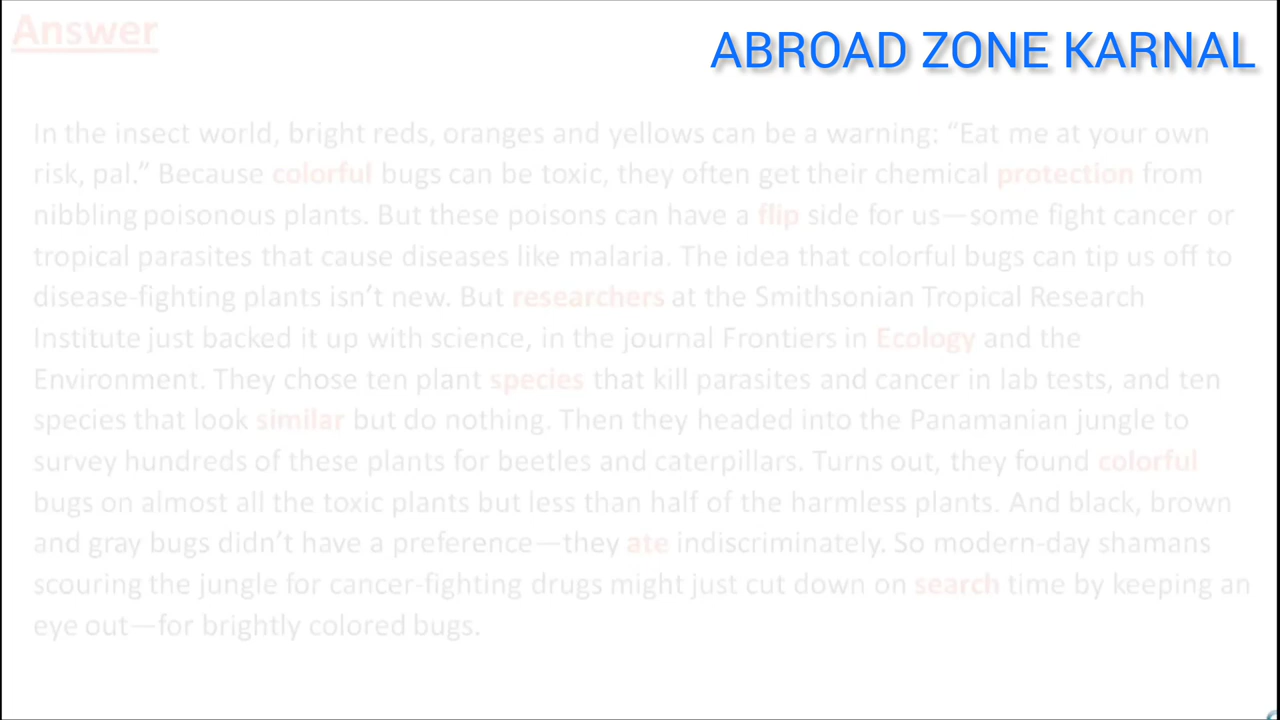 Answer
ABROAD ZONE KARNAL
In the insect world, bright reds, oranges and yellows can be a warning: “Eat me at your own
risk, pal.” Because colorful bugs can be toxic, they often get their chemical protection from
nibbling poisonous plants. But these poisons can have a flip side for us—some fight cancer or
tropical parasites that cause diseases like malaria. The idea that colorful bugs can tip us off to
disease-fighting plants isn’t new. But researchers at the Smithsonian Tropical Research
Institute just backed it up with science, in the journal Frontiers in Ecology and the
Environment. They chose ten plant species that kill parasites and cancer in lab tests, and ten
species that look similar but do nothing. Then they headed into the Panamanian jungle to
survey hundreds of these plants for beetles and caterpillars. Turns out, they found colorful
bugs on almost all the toxic plants but less than half of the harmless plants. And black, brown
and gray bugs didn’t have a preference—they ate indiscriminately. So modern-day shamans
scouring the jungle for cancer-fighting drugs might just cut down on search time by keeping an
eye out—for brightly colored bugs.